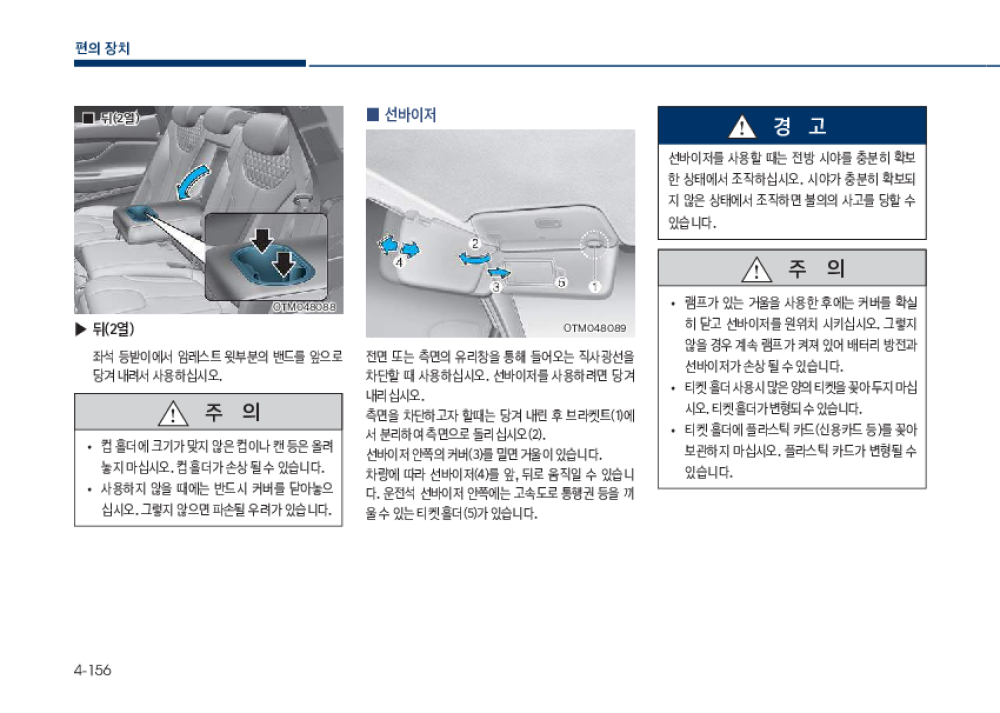 편의 장치
■ 뒤(2열)
OTM048088
▶ 뒤(2열)
좌석 등받이에서 암레스트 윗부분의 밴드를 앞으로
당겨 내려서 사용하십시오.
주 의
• 컵 홀더에 크기가 맞지 않은 컵이나 캔 등은 올려
놓지 마십시오. 컵 홀더가 손상 될 수 있습니다.
• 사용하지 않을 때에는 반드시 커버를 닫아놓으
십시오. 그렇지 않으면 파손될 우려가 있습니다.
■ 선바이저
2
4
3
5
1
OTM048089
전면 또는 측면의 유리창을 통해 들어오는 직사광선을
차단할 때 사용하십시오. 선바이저를 사용하려면 당겨
내리십시오.
측면을 차단하고자 할때는 당겨 내린 후 브라켓트(1)에
서 분리하여 측면으로 돌리십시오(2).
선바이저 안쪽의 커버(3)를 밀면 거울이 있습니다.
차량에 따라 선바이저(4)를 앞, 뒤로 움직일 수 있습니
다. 운전석 선바이저 안쪽에는 고속도로 통행권 등을 끼
울 수 있는 티켓 홀더(5)가 있습니다.
경 고
선바이저를 사용할 때는 전방 시야를 충분히 확보
한 상태에서 조작하십시오. 시야가 충분히 확보되
지 않은 상태에서 조작하면 불의의 사고를 당할 수
있습니다.
주 의
• 램프가 있는 거울을 사용한 후에는 커버를 확실
히 닫고 선바이저를 원위치 시키십시오. 그렇지
않을 경우 계속 램프가 켜져 있어 배터리 방전과
선바이저가 손상 될 수 있습니다.
• 티켓 홀더 사용시 많은 양의 티켓을 꽂아 두지 마십
시오. 티켓 홀더가 변형되 수 있습니다.
• 티켓 홀더에 플라스틱 카드(신용카드 등)를 꽂아
보관하지 마십시오. 플라스틱 카드가 변형될 수
있습니다.
4-156